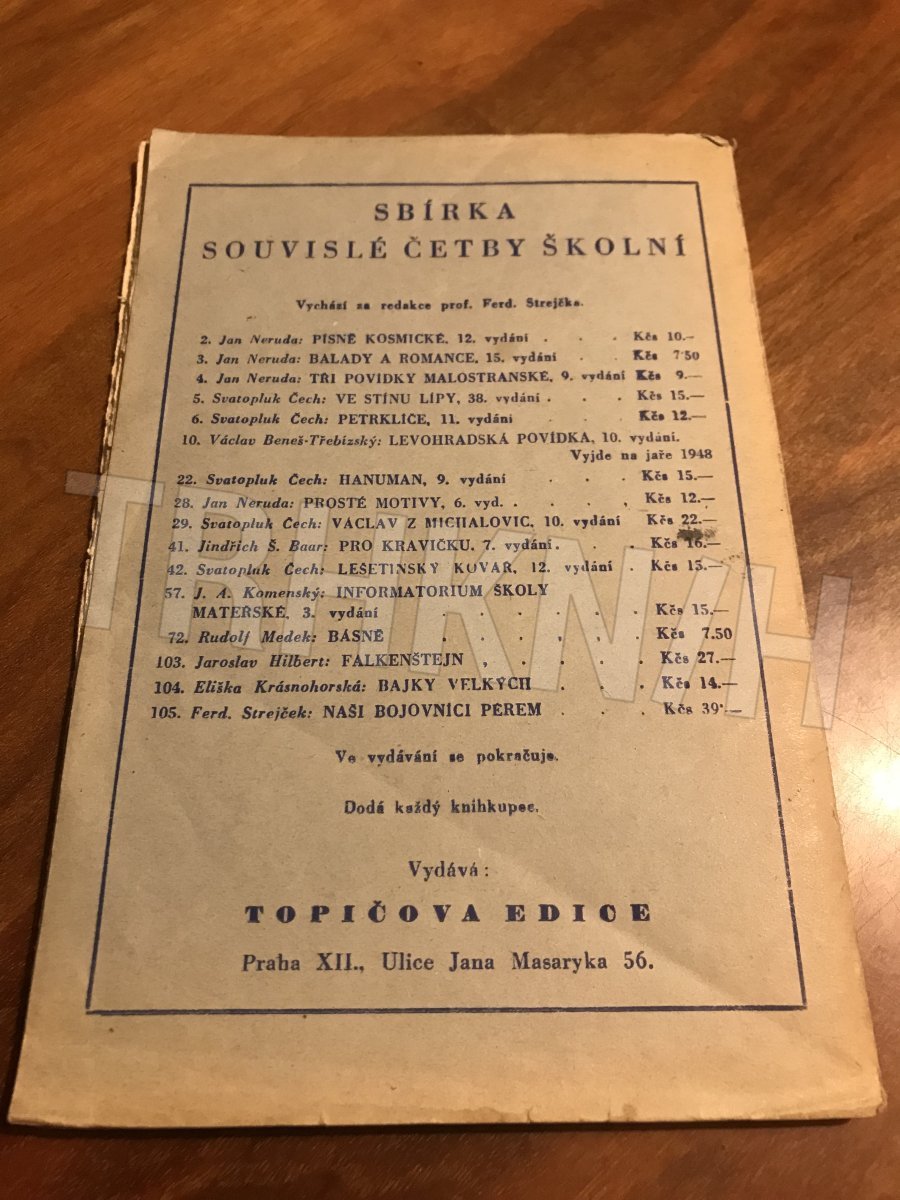 SBÍRKA
SOUVISLÉ ČETBY ŠKOLNÍ
Vychází za redakce prof. Ferd. Strejčka.
2. Jan Neruda: PÍSNĚ KOSMICKÉ, 12. vydání . . . Kčs 10.—
3. Jan Neruda: BALADY A ROMANCE, 15. vydání . . Kčs 7·50
4. Jan Neruda: TŘI POVÍDKY MALOSTRANSKÉ, 9. vydání Kčs 9.—
5. Svatopluk Čech: VE STÍNU LÍPY, 38. vydání . . . Kčs 15.—
6. Svatopluk Čech: PETRKLÍČE, 11. vydání . . . Kčs 12.—
10. Václav Beneš-Třebízský: LEVOHRADSKÁ POVÍDKA, 10. vydání.
Vyjde na jaře 1948
22. Svatopluk Čech: HANUMAN, 9. vydání . . . Kčs 15.—
28. Jan Neruda: PROSTÉ MOTIVY, 6. vyd. . . . , Kčs 12.—
29. Svatopluk Čech: VÁCLAV Z MICHALOVIC, 10. vydání Kčs 22.—
41. Jindřich Š. Baar: PRO KRAVIČKU, 7. vydání . . . Kčs 16.—
42. Svatopluk Čech: LEŠETÍNSKÝ KOVÁŘ, 12. vydání . Kčs 15.—
57. J. A. Komenský: INFORMATORIUM ŠKOLY
MATEŘSKÉ, 3. vydání . . . . . . Kčs 15.—
72. Rudolf Medek: BÁSNĚ . . . , . . Kčs 7.50
103. Jaroslav Hilbert: FALKENŠTEJN , . . . . Kčs 27.—
104. Eliška Krásnohorská: BAJKY VELKÝCH . . . Kčs 14.—
105. Ferd. Strejček: NAŠI BOJOVNÍCI PEREM . . . Kčs 39·—
Ve vydávání se pokračuje.
Dodá každý knihkupec.
Vydává:
TOPIČOVA EDICE
Praha XII., Ulice Jana Masaryka 56.
TRHKNIH